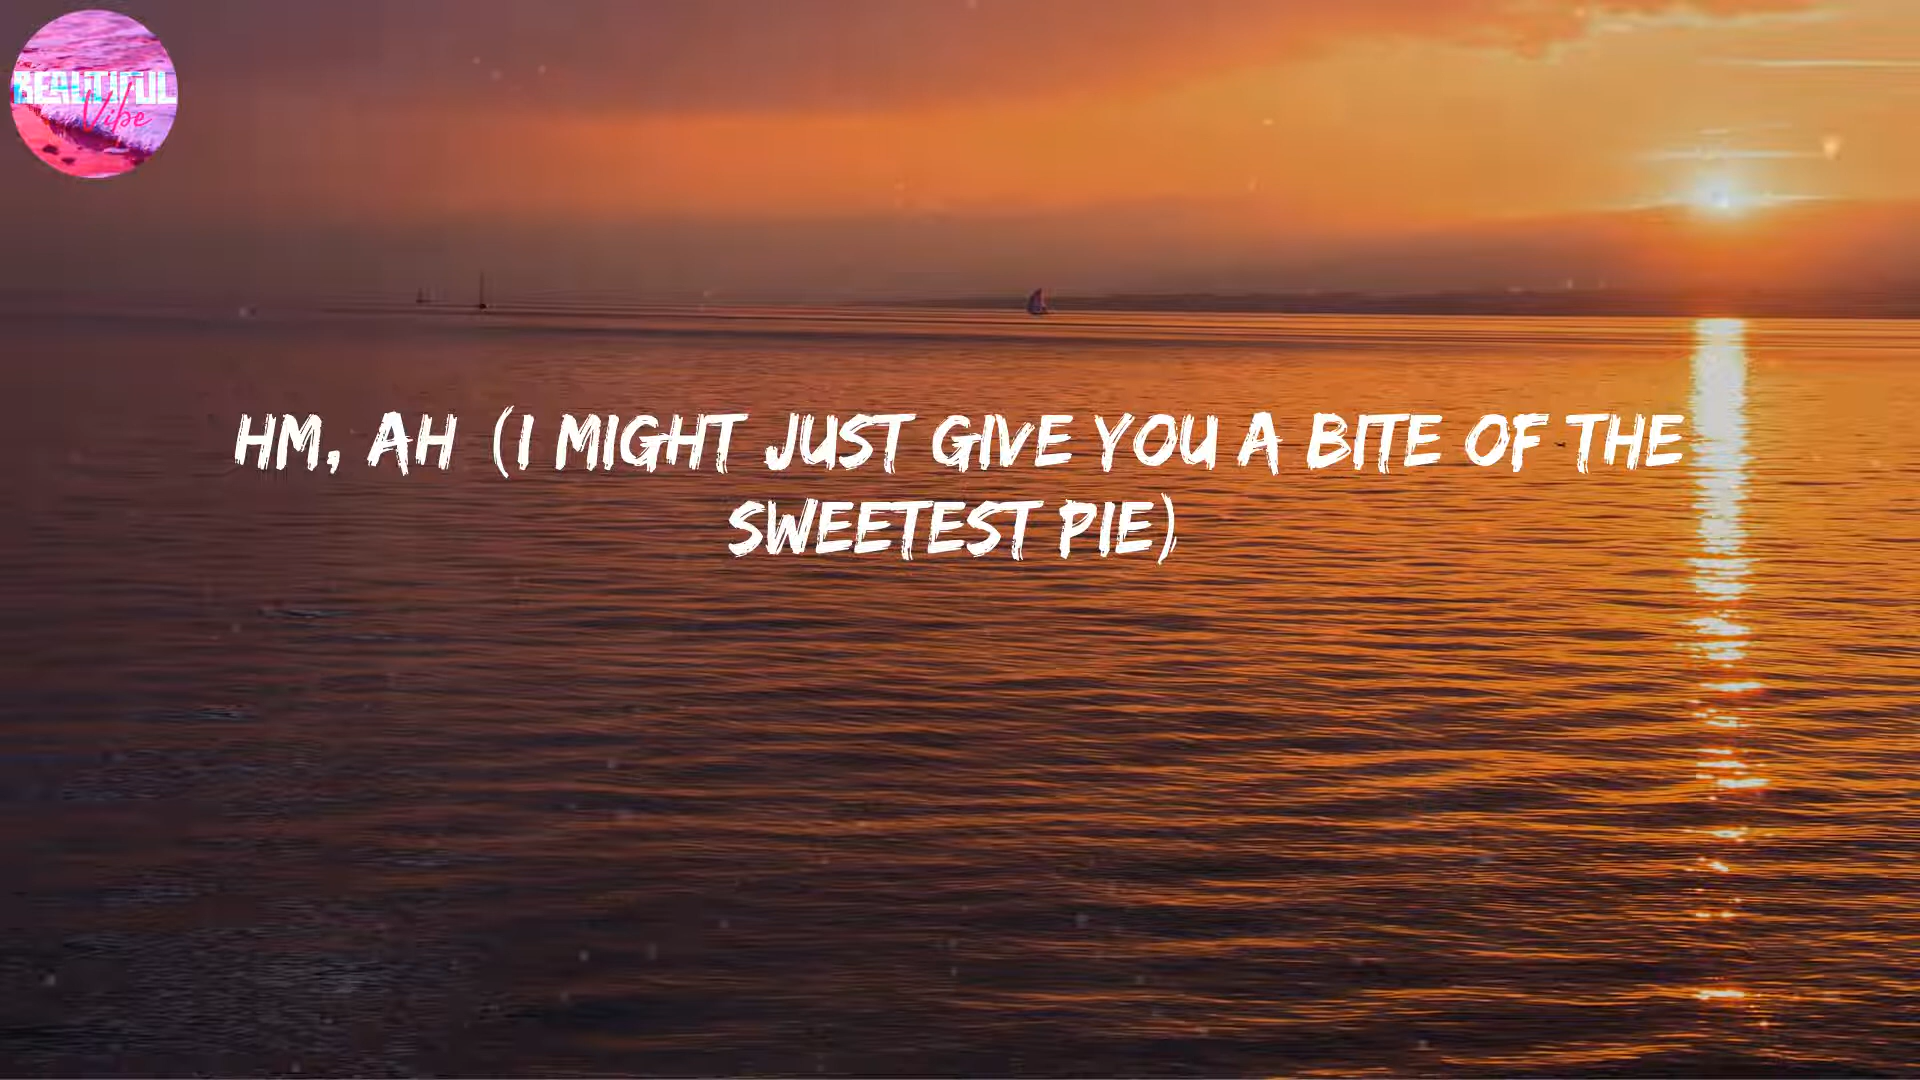 BEAUTIFUL
Vibe
HM, AH (I MIGHT JUST GIVE YOU A BITE OF THE
SWEETEST PIE)